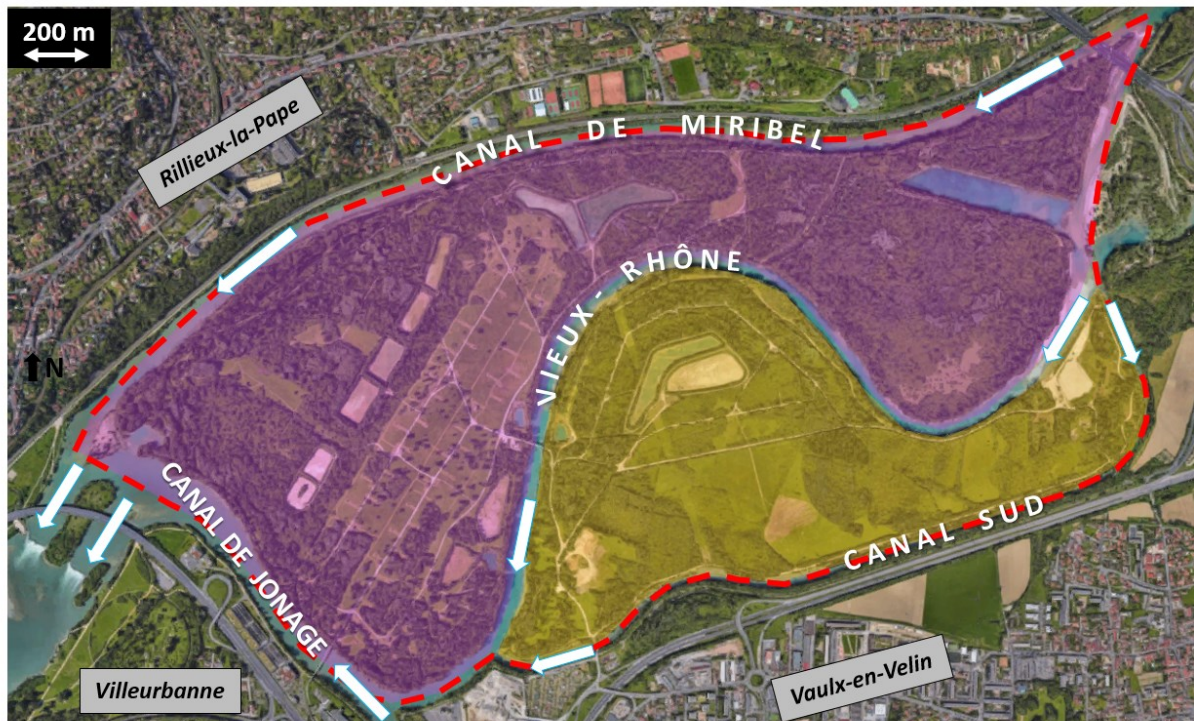 200 m
Rillieux-la-Pape
CANAL DE MIRIBEL
VIEUX-RHÔNE
N
CANAL DE JONAGE
CANAL SUD
Villeurbanne
Vaulx-en-Velin